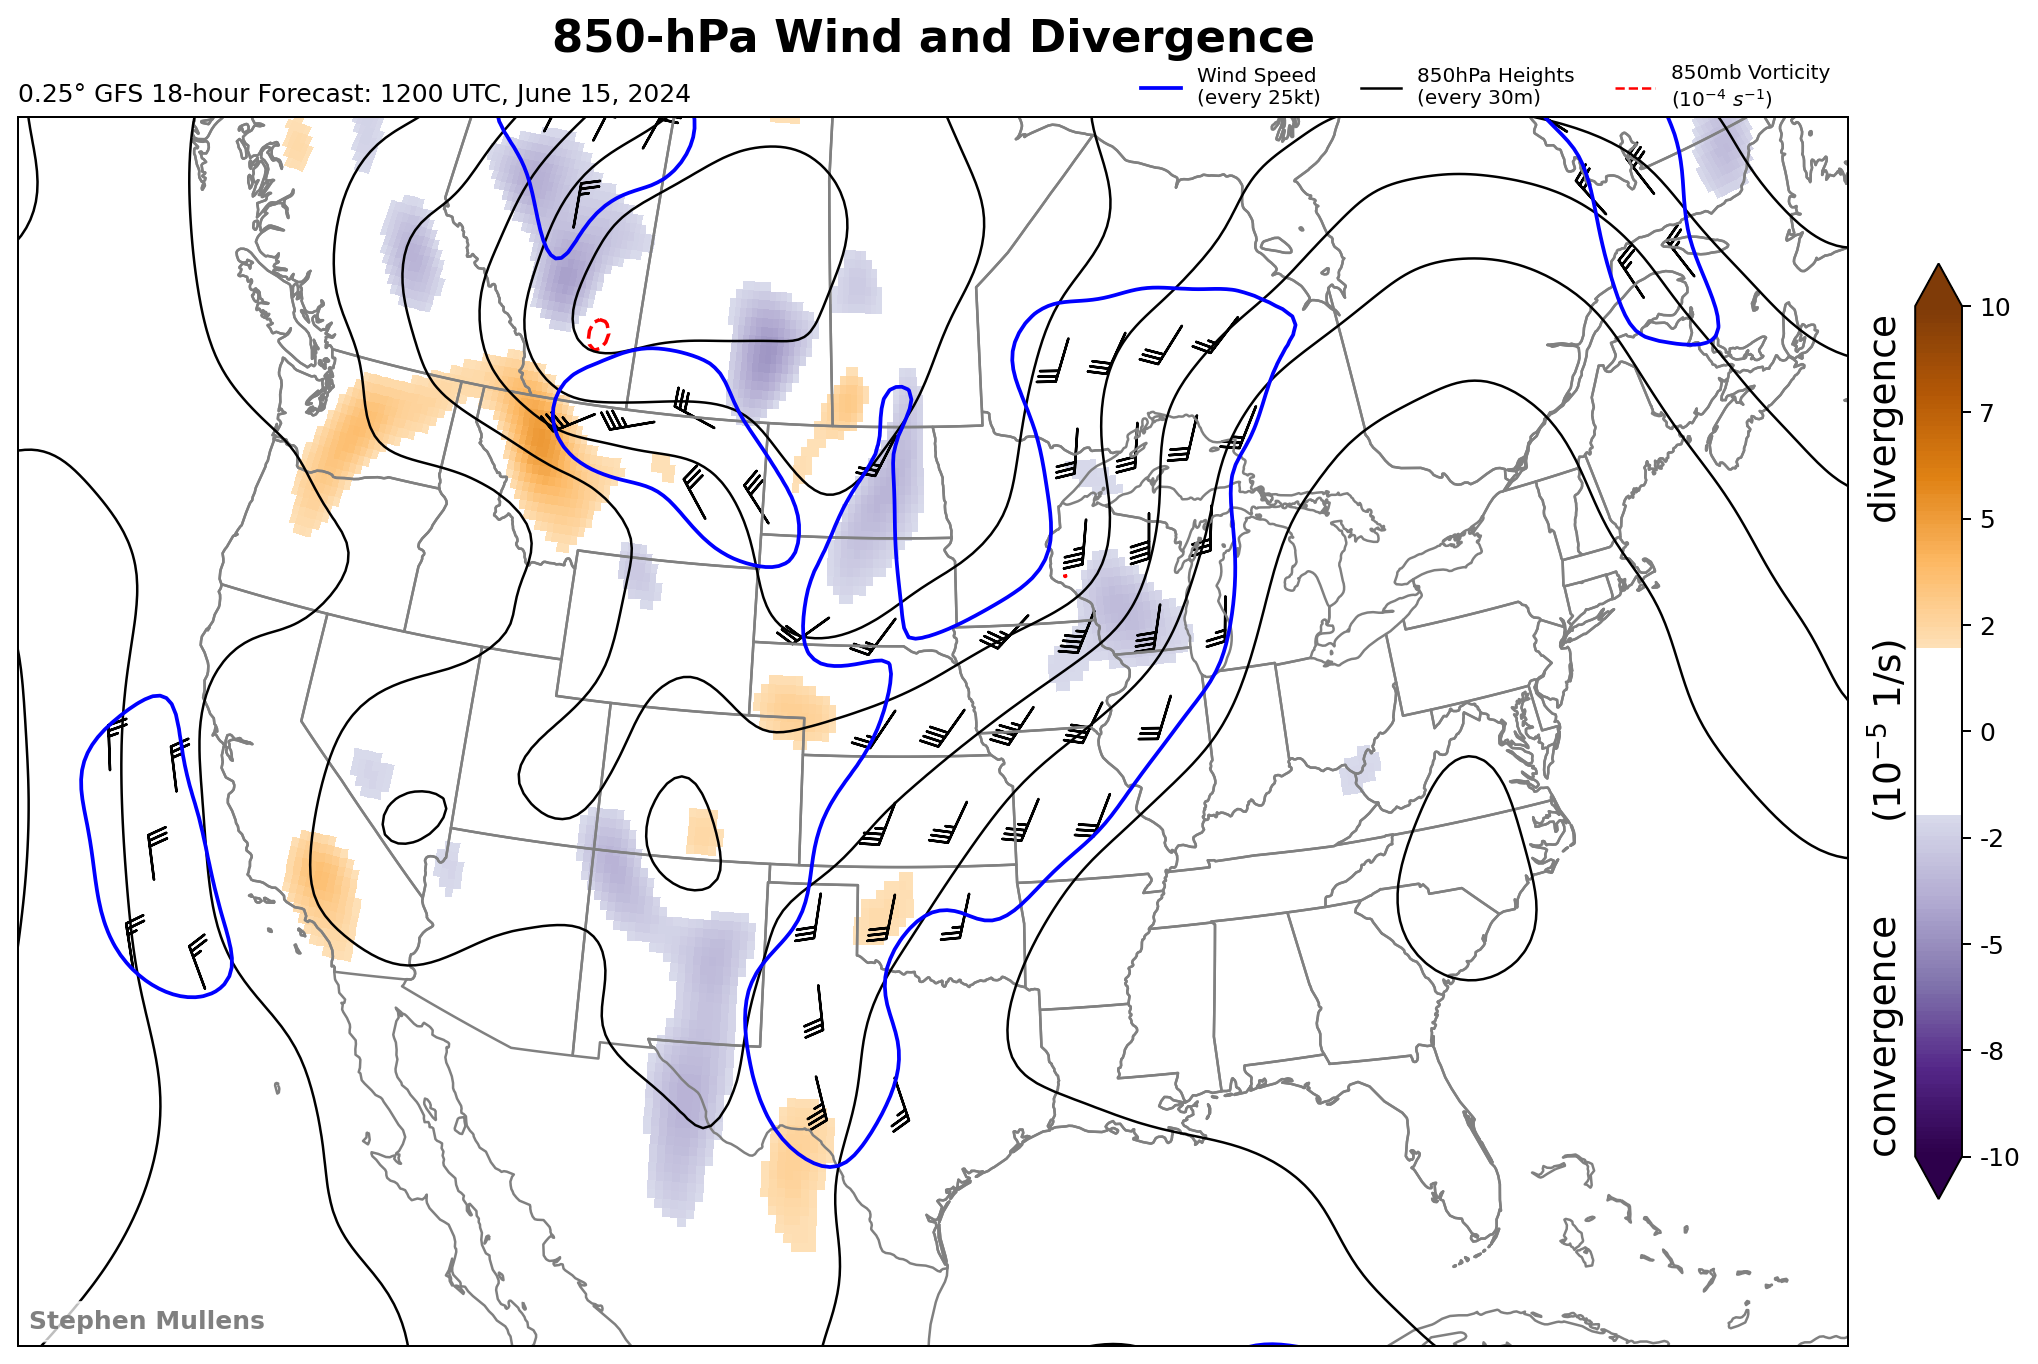 850-hPa Wind and Divergence
0.25° GFS 18-hour Forecast: 1200 UTC, June 15, 2024
Wind Speed
(every 25kt)
850hPa Heights
(every 30m)
850mb Vorticity
(10⁻⁴ s⁻¹)
10
7
5
2
0
-2
-5
-8
-10
convergence (10⁻⁵ 1/s) divergence
Stephen Mullens